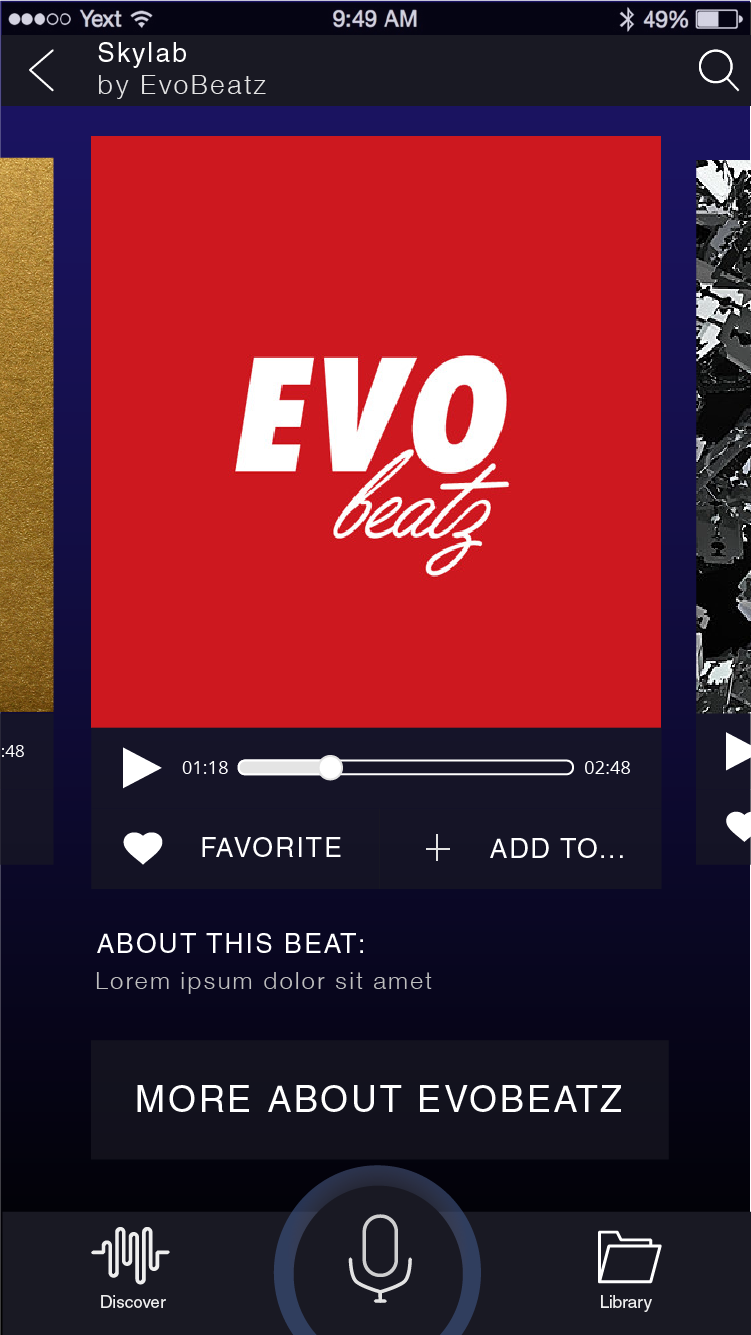 Yext 9:49 AM 49%
Skylab
by EvoBeatz
EVO
beatz
:48
01:18 02:48
FAVORITE ADD TO...
ABOUT THIS BEAT:
Lorem ipsum dolor sit amet
MORE ABOUT EVOBEATZ
Discover Library